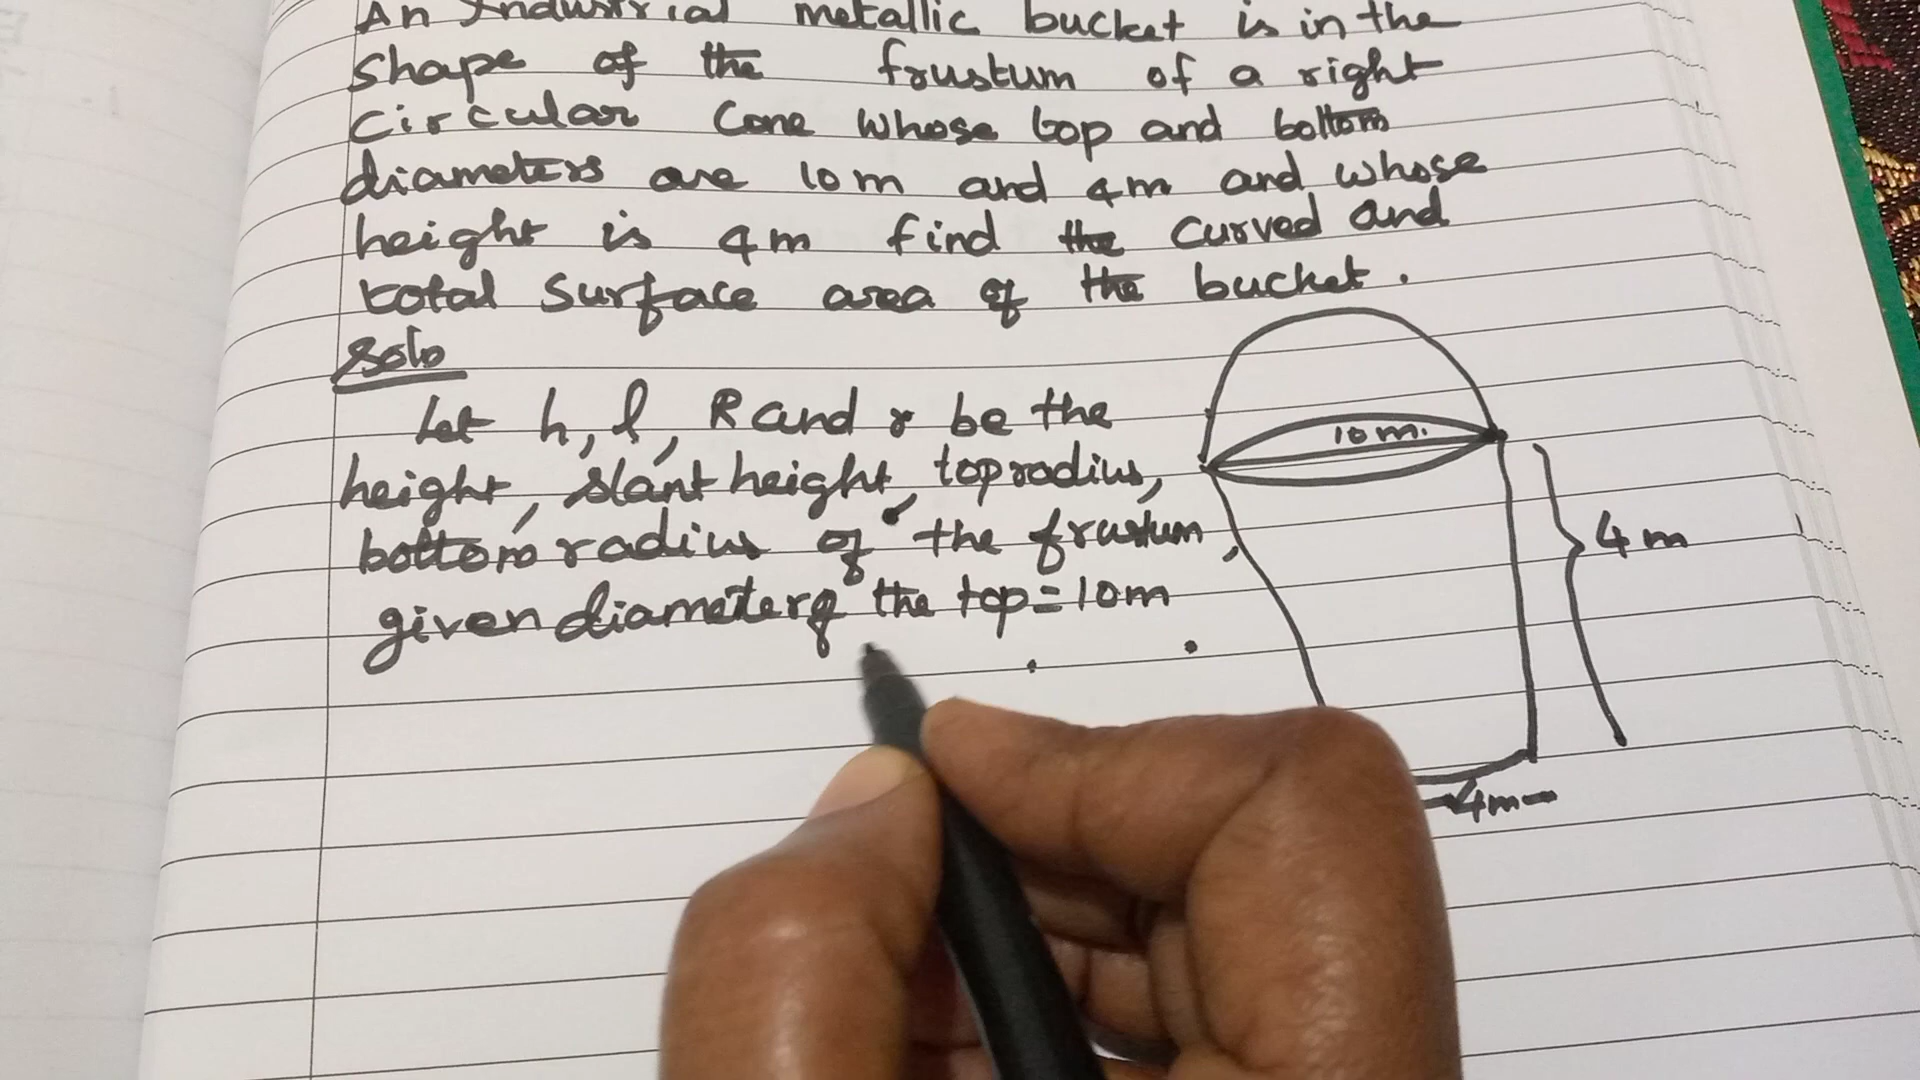 An Industrial metallic bucket is in the
shape of the frustum of a right
circular Cone whose top and bottom
diameters are 10m and 4m and whose
height is 4m find the curved and
total surface area of the bucket.
Soln
Let h, l, R and r be the
height, slant height, top radius,
bottom radius of the frustum,
given diameter of the top = 10m
10m.
4m
4m